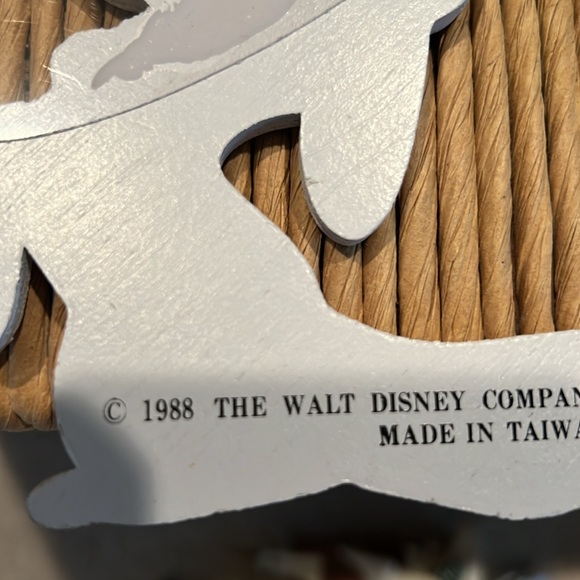 © 1988 THE WALT DISNEY COMPAN
MADE IN TAIWA